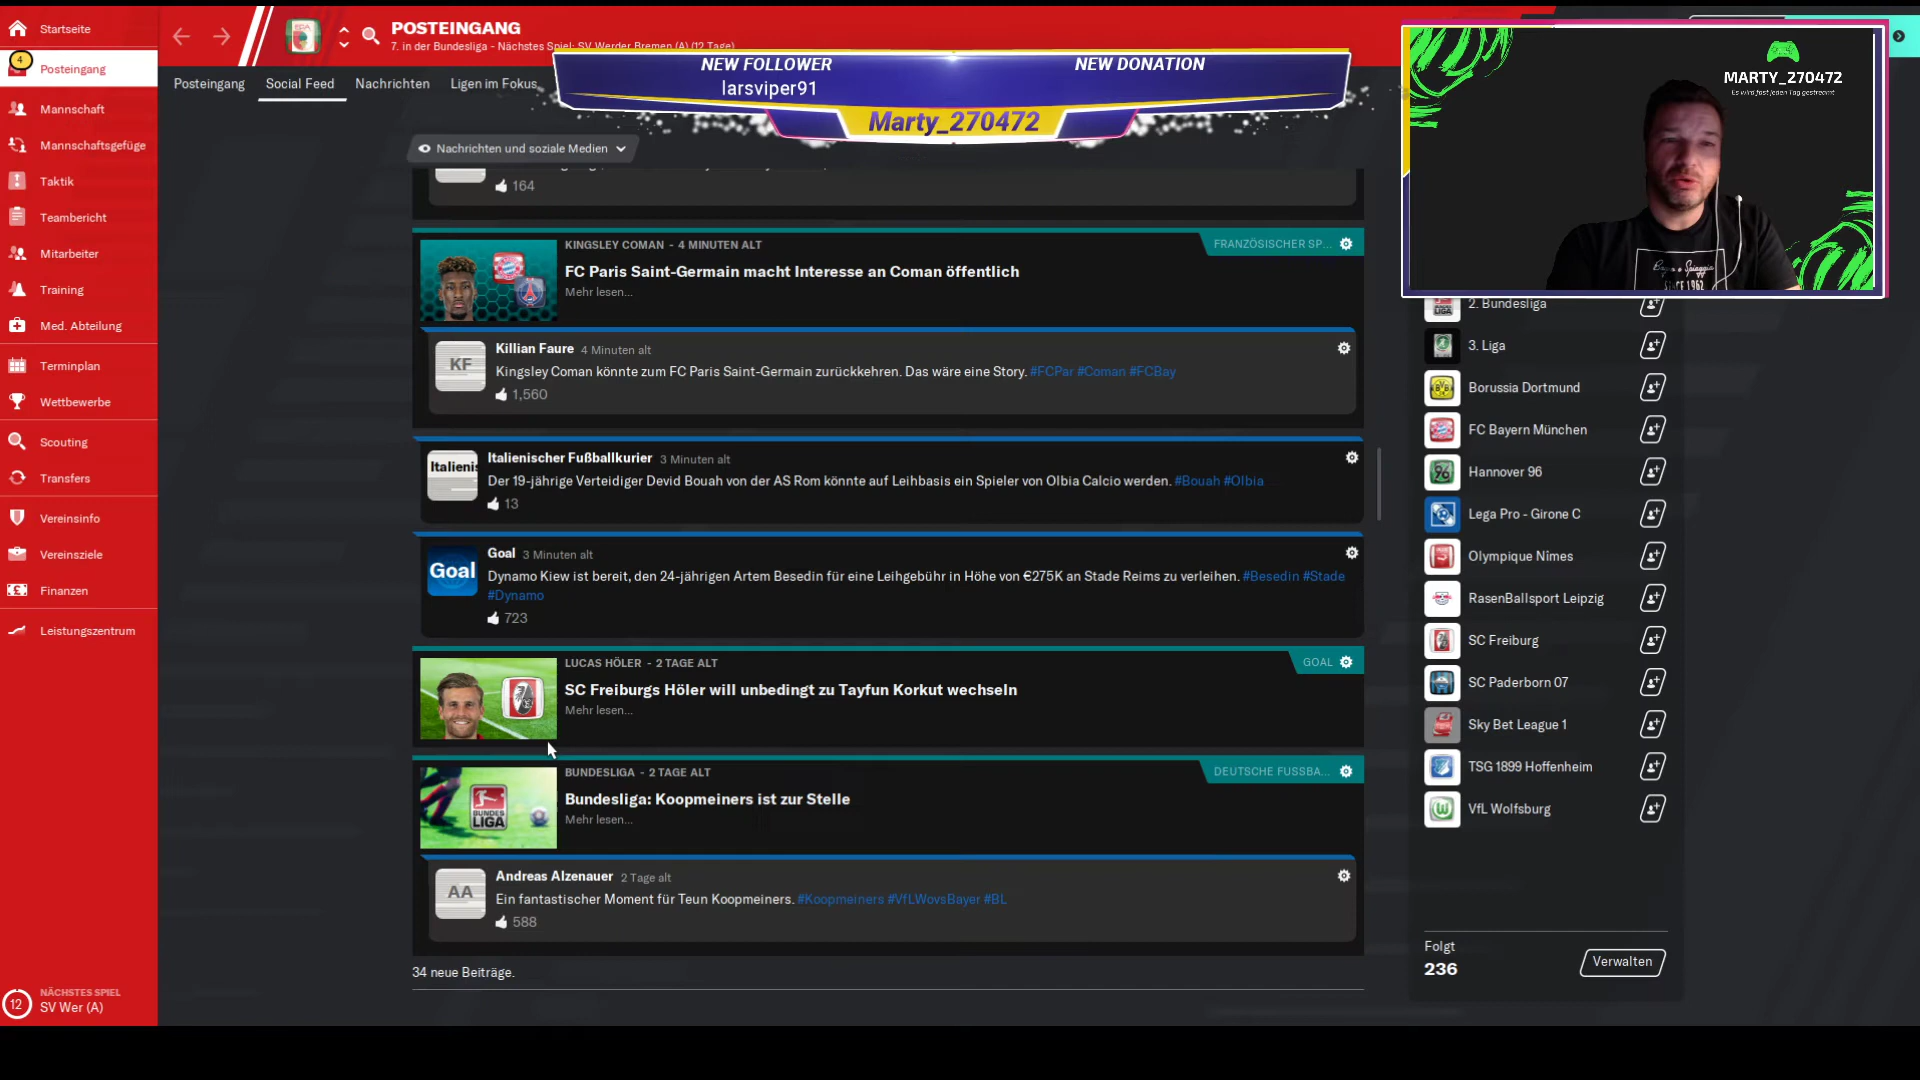 Startseite
4
Posteingang
Mannschaft
Mannschaftsgefüge
Taktik
Teambericht
Mitarbeiter
Training
Med. Abteilung
Terminplan
Wettbewerbe
Scouting
Transfers
Vereinsinfo
Vereinsziele
Finanzen
Leistungszentrum
12
NÄCHSTES SPIEL
SV Wer (A)
POSTEINGANG
7. in der Bundesliga - Nächstes Spiel: SV Werder Bremen (A) (12 Tage)
Posteingang
Social Feed
Nachrichten
Ligen im Fokus
NEW FOLLOWER
larsviper91
NEW DONATION
Marty_270472
MARTY_270472
Es wird fast jeden Tag gestreamt
SINCE 1962
Nachrichten und soziale Medien
164
KINGSLEY COMAN - 4 MINUTEN ALT
FRANZÖSISCHER SP...
FC Paris Saint-Germain macht Interesse an Coman öffentlich
Mehr lesen...
KF
Killian Faure 4 Minuten alt
Kingsley Coman könnte zum FC Paris Saint-Germain zurückkehren. Das wäre eine Story. #FCPar #Coman #FCBay
1,560
Italienis
Italienischer Fußballkurier 3 Minuten alt
Der 19-jährige Verteidiger Devid Bouah von der AS Rom könnte auf Leihbasis ein Spieler von Olbia Calcio werden. #Bouah #Olbia
13
Goal
Goal 3 Minuten alt
Dynamo Kiew ist bereit, den 24-jährigen Artem Besedin für eine Leihgebühr in Höhe von €275K an Stade Reims zu verleihen. #Besedin #Stade
#Dynamo
723
LUCAS HÖLER - 2 TAGE ALT
GOAL
SC Freiburgs Höler will unbedingt zu Tayfun Korkut wechseln
Mehr lesen...
BUNDESLIGA - 2 TAGE ALT
DEUTSCHE FUSSBA...
Bundesliga: Koopmeiners ist zur Stelle
Mehr lesen...
AA
Andreas Alzenauer 2 Tage alt
Ein fantastischer Moment für Teun Koopmeiners. #Koopmeiners #VfLWovsBayer #BL
588
34 neue Beiträge.
2. Bundesliga
3. Liga
Borussia Dortmund
FC Bayern München
Hannover 96
Lega Pro - Girone C
Olympique Nîmes
RasenBallsport Leipzig
SC Freiburg
SC Paderborn 07
Sky Bet League 1
TSG 1899 Hoffenheim
VfL Wolfsburg
Folgt
236
Verwalten